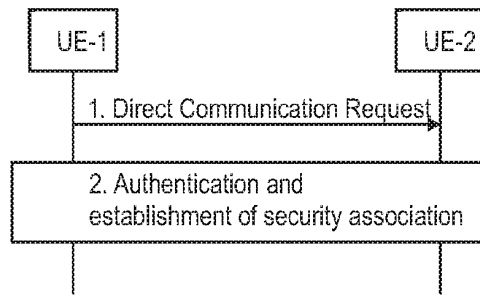 UE-1
UE-2
1. Direct Communication Request
2. Authentication and
establishment of security association